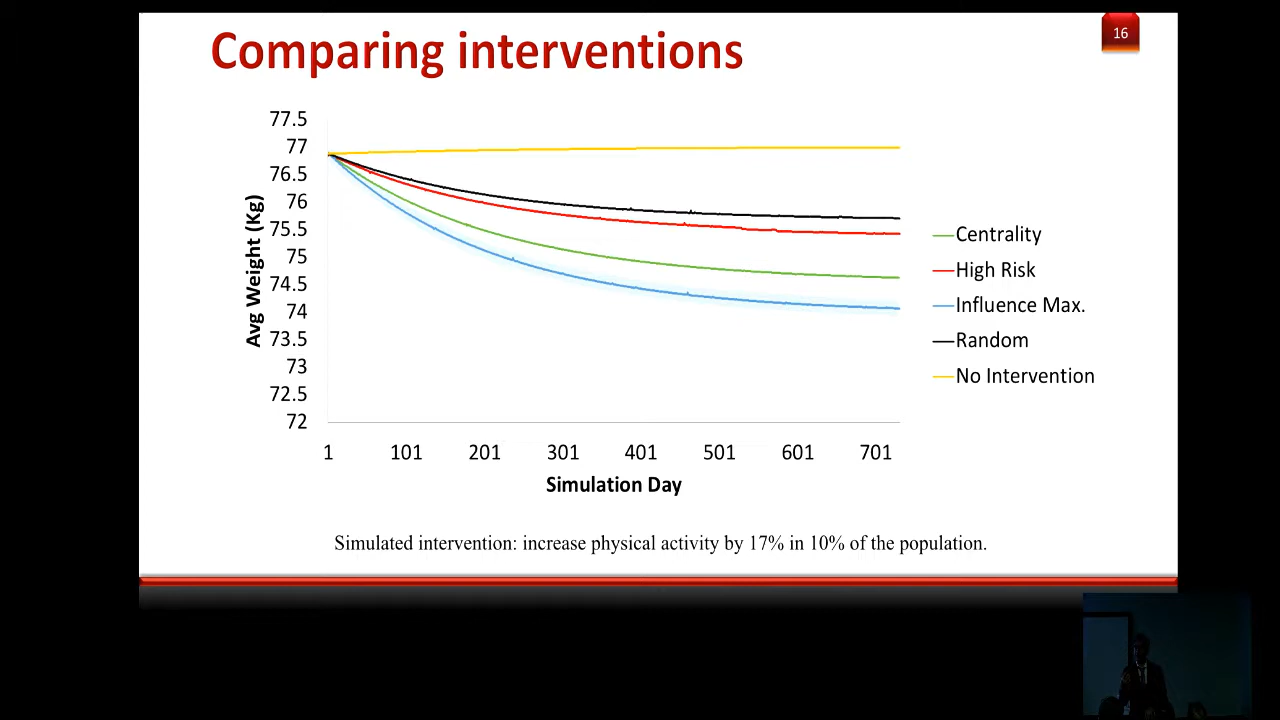 Comparing interventions
16
77.5
77
76.5
76
75.5
75
74.5
74
73.5
73
72.5
72
Avg Weight (Kg)
1 101 201 301 401 501 601 701
Simulation Day
Centrality
High Risk
Influence Max.
Random
No Intervention
Simulated intervention: increase physical activity by 17% in 10% of the population.